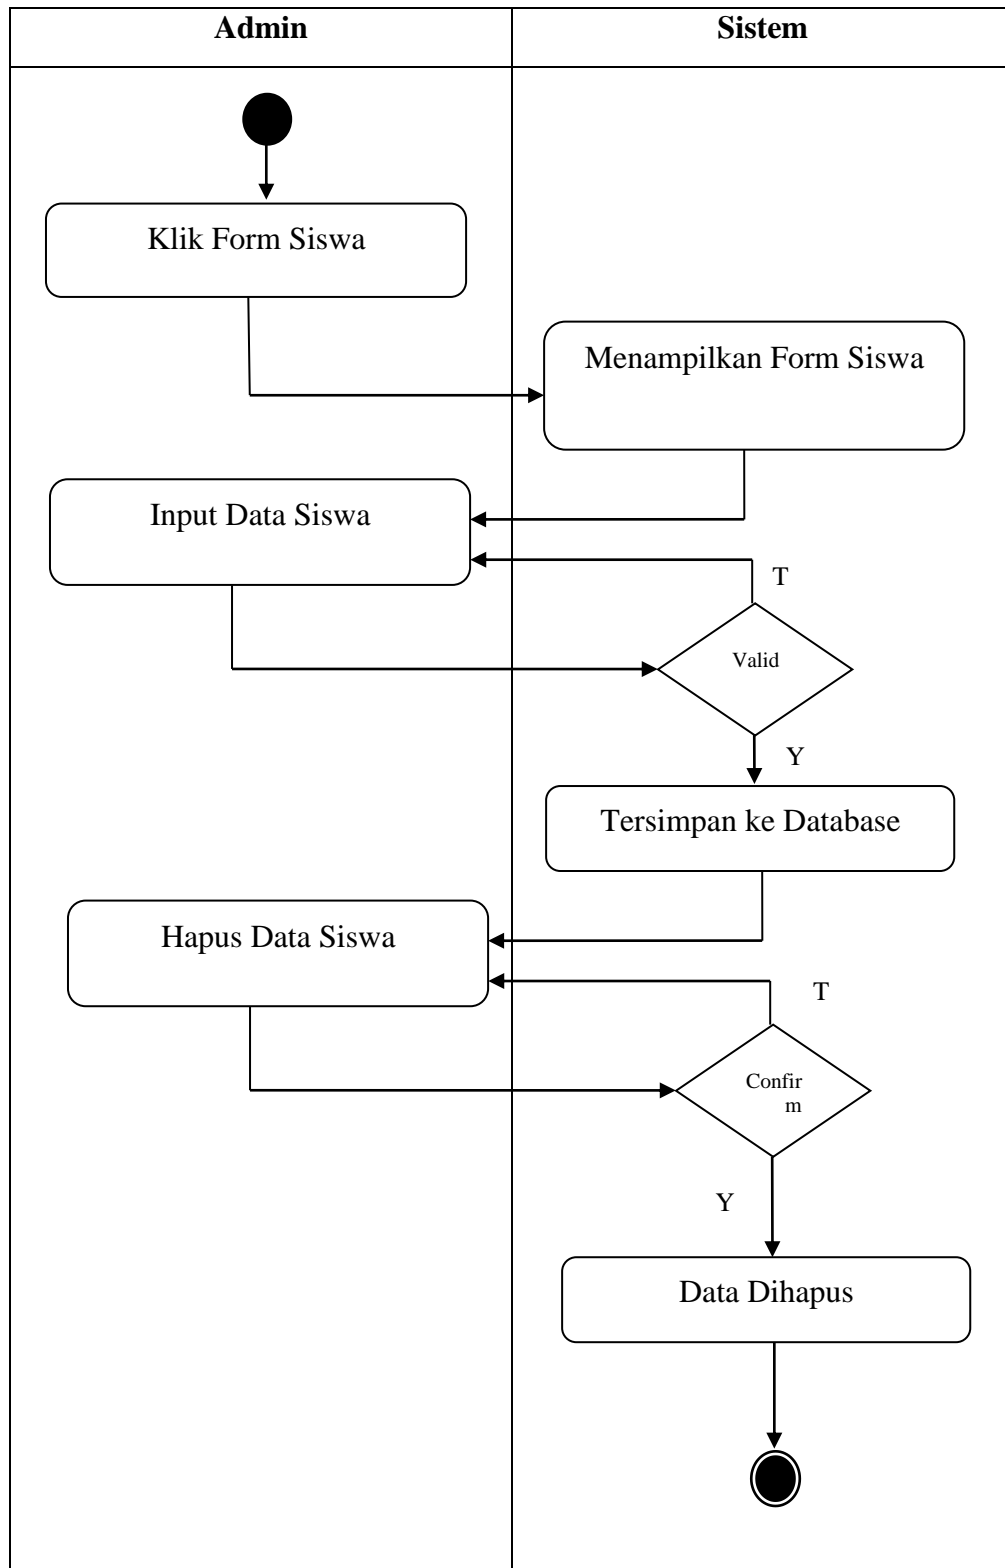 Admin
Sistem
Klik Form Siswa
Menampilkan Form Siswa
Input Data Siswa
T
Valid
Y
Tersimpan ke Database
Hapus Data Siswa
T
Confir
m
Y
Data Dihapus